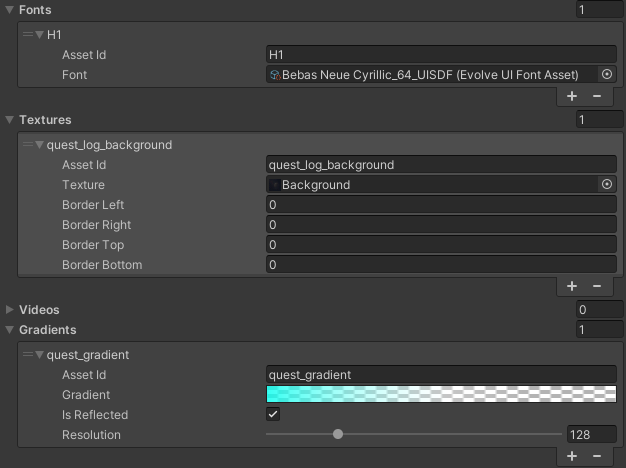 Fonts 1
H1
Asset Id H1
Font Bebas Neue Cyrillic_64_UISDF (Evolve UI Font Asset)
+ -
Textures 1
quest_log_background
Asset Id quest_log_background
Texture Background
Border Left 0
Border Right 0
Border Top 0
Border Bottom 0
+ -
Videos 0
Gradients 1
quest_gradient
Asset Id quest_gradient
Gradient
Is Reflected
Resolution 128
+ -